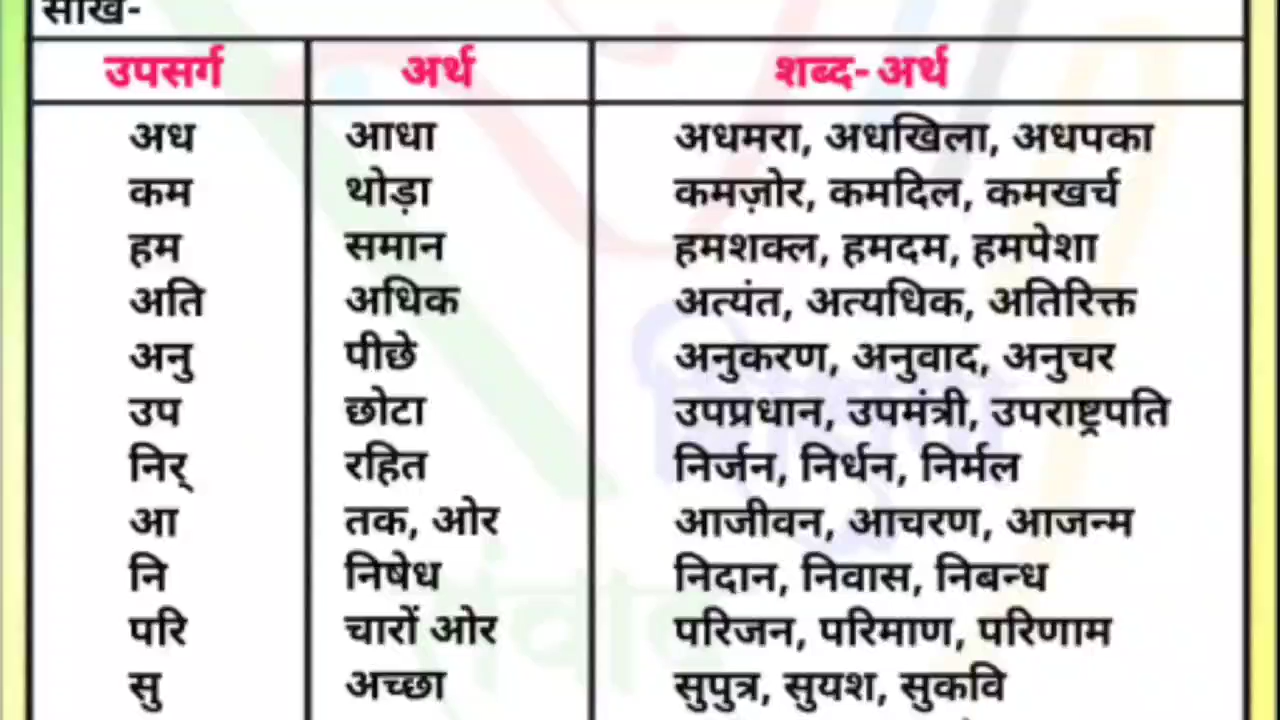 सीखें-
उपसर्ग अर्थ शब्द- अर्थ
अध आधा अधमरा, अधखिला, अधपका
कम थोड़ा कमज़ोर, कमदिल, कमखर्च
हम समान हमशक्ल, हमदम, हमपेशा
अति अधिक अत्यंत, अत्यधिक, अतिरिक्त
अनु पीछे अनुकरण, अनुवाद, अनुचर
उप छोटा उपप्रधान, उपमंत्री, उपराष्ट्रपति
निर् रहित निर्जन, निर्धन, निर्मल
आ तक, ओर आजीवन, आचरण, आजन्म
नि निषेध निदान, निवास, निबन्ध
परि चारों ओर परिजन, परिमाण, परिणाम
सु अच्छा सुपुत्र, सुयश, सुकवि